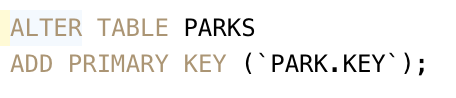 ALTER TABLE PARKS
ADD PRIMARY KEY (`PARK.KEY`);